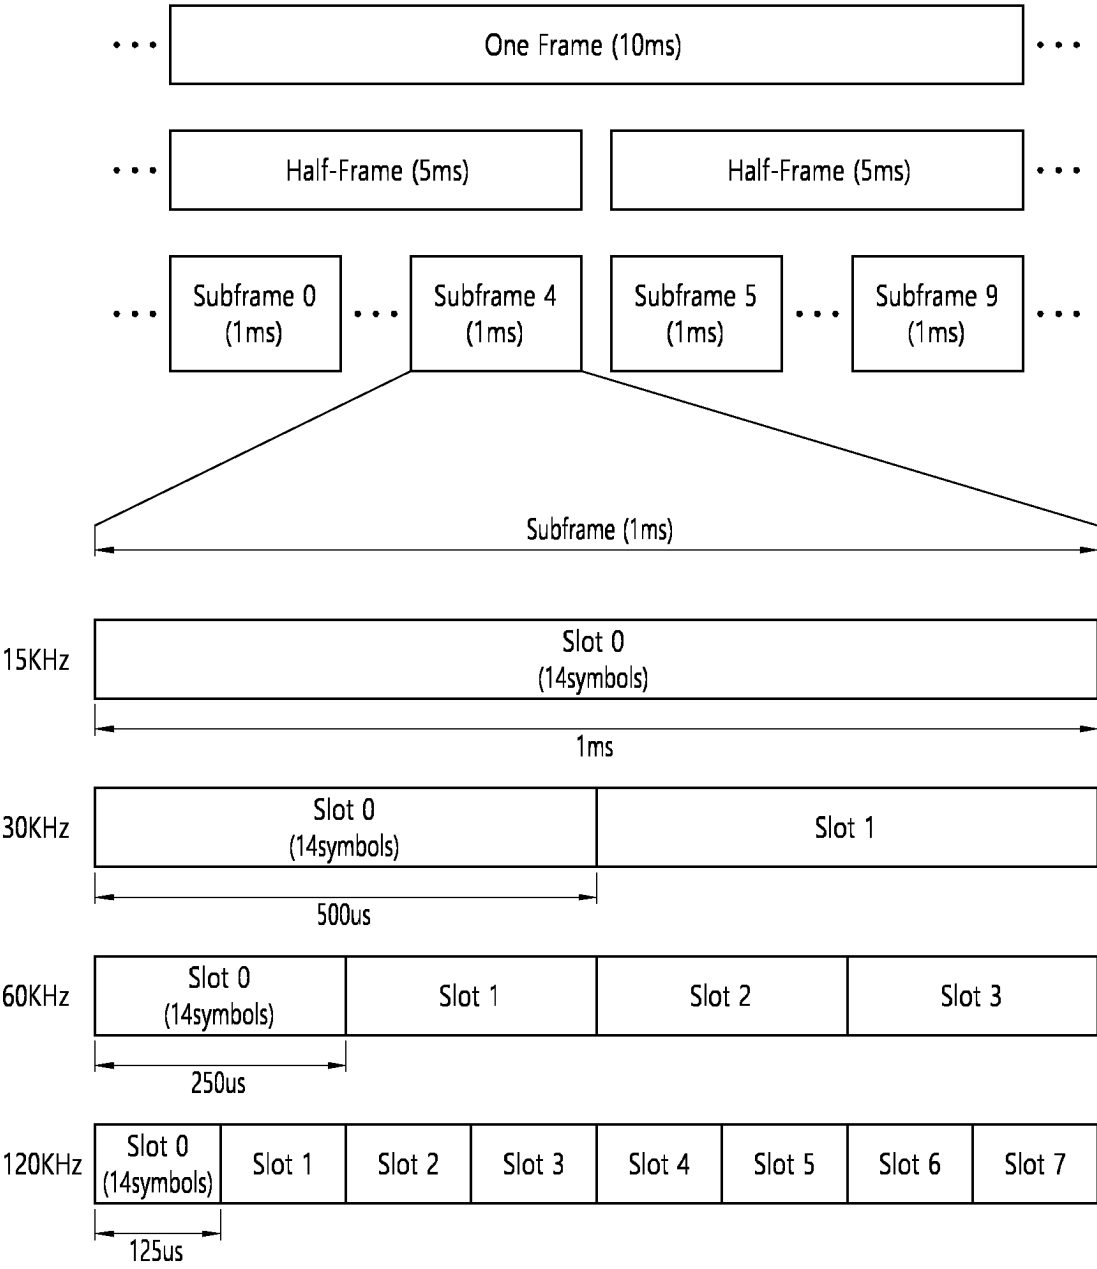 ••• One Frame (10ms) •••
••• Half-Frame (5ms) Half-Frame (5ms) •••
Subframe 0 Subframe 4 Subframe 5 Subframe 9
••• (1ms) ••• (1ms) (1ms) ••• (1ms) •••
Subframe (1ms)
Slot 0
15KHz
(14symbols)
1ms
Slot 0
30KHz Slot 1
(14symbols)
500us
Slot 0
60KHz Slot 1 Slot 2 Slot 3
(14symbols)
250us
Slot 0
120KHz Slot 1 Slot 2 Slot 3 Slot 4 Slot 5 Slot 6 Slot 7
(14symbols)
125us